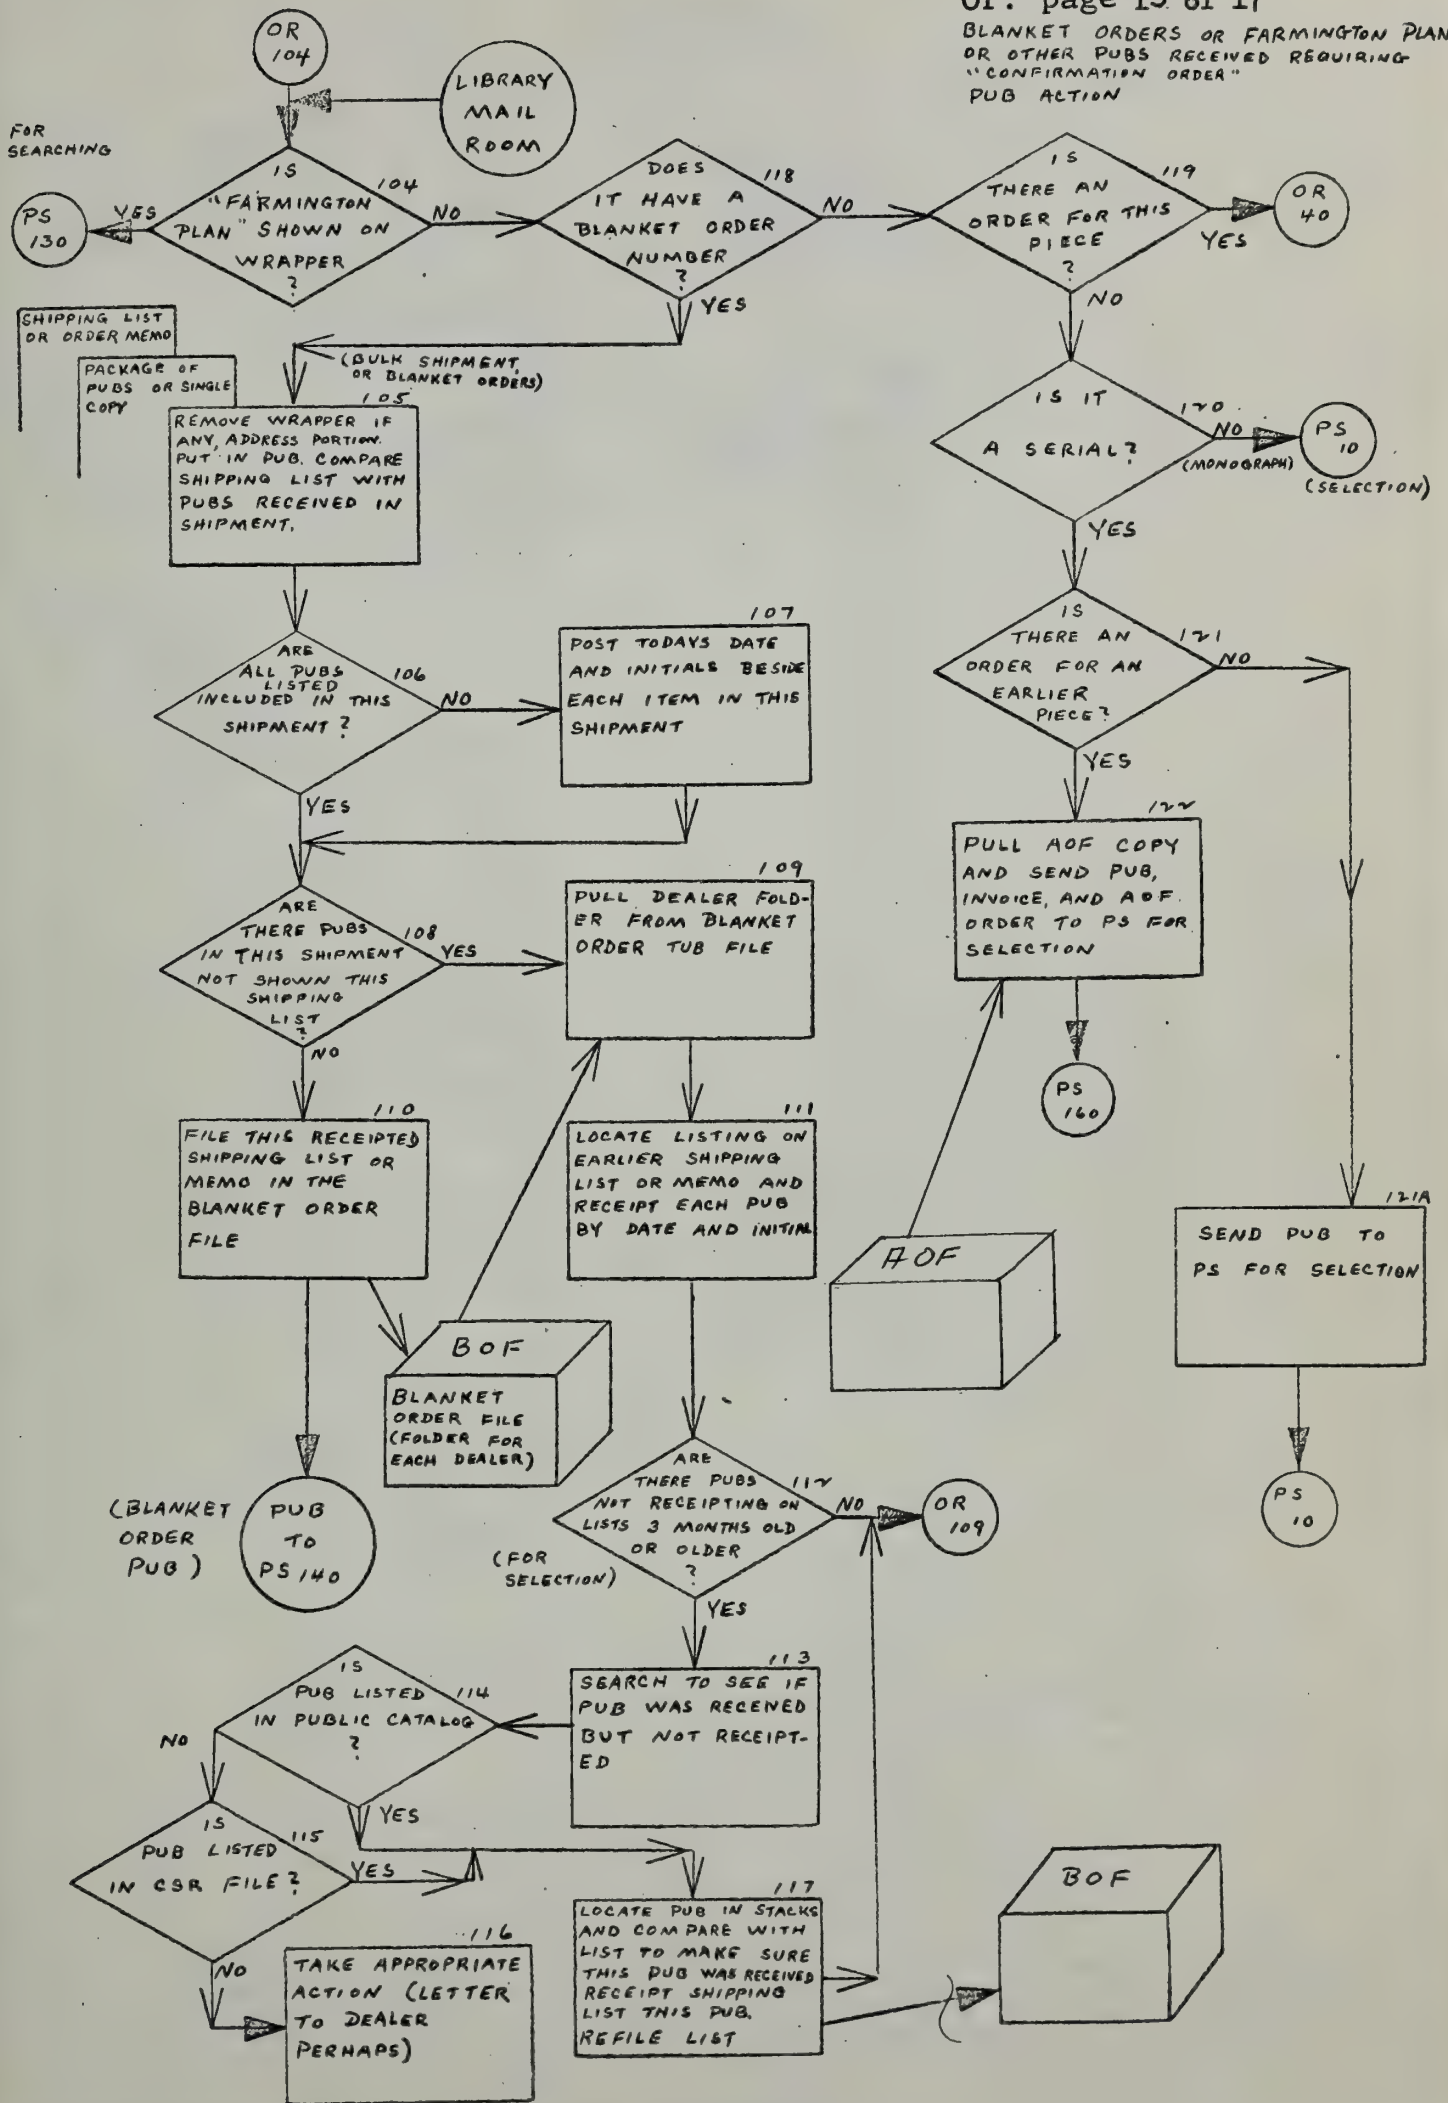 OR: page 15 of 17
BLANKET ORDERS OR FARMINGTON PLAN
OR OTHER PUBS RECEIVED REQUIRING
"CONFIRMATION ORDER"
PUB ACTION
OR
104
LIBRARY
MAIL
ROOM
FOR
SEARCHING
PS
130
YES
IS
"FARMINGTON
PLAN" SHOWN ON
WRAPPER
?
104
NO
DOES
IT HAVE A
BLANKET ORDER
NUMBER
?
118
NO
YES
IS
THERE AN
ORDER FOR THIS
PIECE
?
119
YES
OR
40
NO
SHIPPING LIST
OR ORDER MEMO
PACKAGE OF
PUBS OR SINGLE
COPY
(BULK SHIPMENT
OR BLANKET ORDERS)
105
REMOVE WRAPPER IF
ANY, ADDRESS PORTION.
PUT IN PUB. COMPARE
SHIPPING LIST WITH
PUBS RECEIVED IN
SHIPMENT.
IS IT
A SERIAL?
120
NO
(MONOGRAPH)
PS
10
(SELECTION)
YES
ARE
ALL PUBS
LISTED
INCLUDED IN THIS
SHIPMENT?
106
NO
YES
107
POST TODAYS DATE
AND INITIALS BESIDE
EACH ITEM IN THIS
SHIPMENT
IS
THERE AN
ORDER FOR AN
EARLIER
PIECE?
121
NO
YES
122
PULL AOF COPY
AND SEND PUB,
INVOICE, AND AOF.
ORDER TO PS FOR
SELECTION
PS
160
ARE
THERE PUBS
IN THIS SHIPMENT
NOT SHOWN THIS
SHIPPING
LIST
?
108
YES
NO
109
PULL DEALER FOLD-
ER FROM BLANKET
ORDER TUB FILE
110
FILE THIS RECEIPTED
SHIPPING LIST OR
MEMO IN THE
BLANKET ORDER
FILE
111
LOCATE LISTING ON
EARLIER SHIPPING
LIST OR MEMO AND
RECEIPT EACH PUB
BY DATE AND INITIAL
AOF
121A
SEND PUB TO
PS FOR SELECTION
PS
10
BOF
BLANKET
ORDER FILE
(FOLDER FOR
EACH DEALER)
(BLANKET
ORDER
PUB)
PUB
TO
PS 140
ARE
THERE PUBS
NOT RECEIPTING ON
LISTS 3 MONTHS OLD
OR OLDER
?
112
NO
OR
109
(FOR
SELECTION)
YES
113
SEARCH TO SEE IF
PUB WAS RECENED
BUT NOT RECEIPT-
ED
IS
PUB LISTED
IN PUBLIC CATALOG
?
114
NO
YES
IS
PUB LISTED
IN CSR FILE?
115
YES
NO
116
TAKE APPROPRIATE
ACTION (LETTER
TO DEALER
PERHAPS)
117
LOCATE PUB IN STACKS
AND COMPARE WITH
LIST TO MAKE SURE
THIS PUB WAS RECEIVED
RECEIPT SHIPPING
LIST THIS PUB.
REFILE LIST
BOF